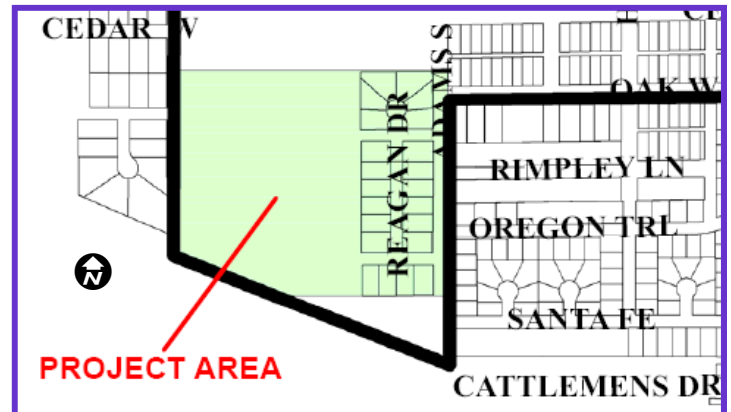 CEDAR W
ADAMS S
OAK W
REAGAN DR
RIMPLEY LN
OREGON TRL
N
SANTA FE
PROJECT AREA
CATTLEMENS DR